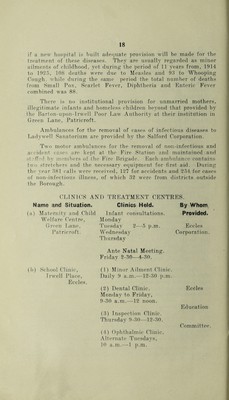 18
if a new hospital is built adequate provision will be made for the
treatment of these diseases. They are usually regarded as minor
ailments of childhood, yet during the period of 11 years from, 1914
to 1925, 108 deaths were due to Measles and 93 to Whooping
Cough, while during the same period the total number of deaths
from Small Pox, Scarlet Fever, Diphtheria and Enteric Fever
combined was 88.
There is no institutional provision for unmarried mothers,
illegitimate infants and homeless children beyond that provided by
the Barton-upon-Irwell Poor Law Authority at their institution in
Green Lane, Patricroft.
Ambulances for the removal of cases of infectious diseases to
Ladywell Sanatorium are provided by the Salford Corporation.
Two motor ambulances for the removal of non-infectious and
accident cases are kept at the Fire Station and maintained and
staffed by members of the Fire Brigade. Each ambulance contains
two stretchers and the necessary equipment for first aid. During
the year 381 calls were received, 127 for accidents and 254 for cases
of non-infectious illness, of which 32 were from districts outside
the Borough.
CLINICS AND TREATMENT CENTRES.
Name and Situation. Clinics Held. By Whom
Provided.
(a) Maternity and Child Infant consultations.
Welfare Centre, Monday
Green Lane, Tuesday 2—5 p.m. Eccles
Patricroft. Wednesday Corporation.
Thursday
Ante Natal Meeting.
Friday 2-30—4-30.
(b) School Clinic, (1) Minor Ailment Clinic.
Irwell Place, Daily 9 a.m.—12-30 p.m.
Eccles.
(2) Dental Clinic. Eccles
Monday to Friday,
9-30 a.m.—12 noon.
Education
(3) Inspection Clinic.
Thursday 9-30—12-30.
Committee.
(4) Ophthalmic Clinic,
Alternate Tuesdays,
10 a.m.—1 p.m.